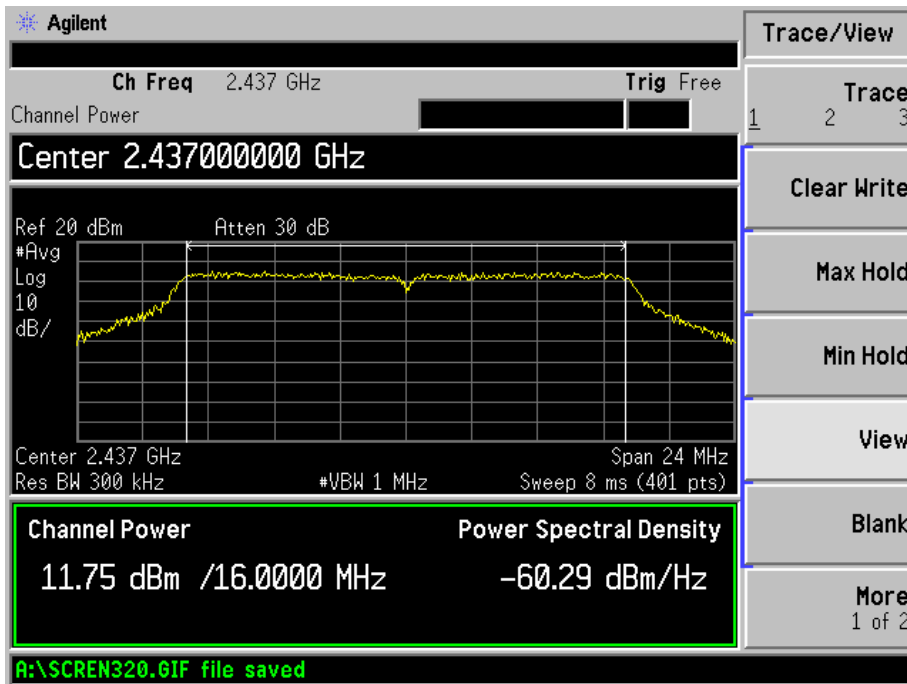 Agilent
Trace/View
Ch Freq 2.437 GHz Trig Free
Channel Power
Trace
1 2 3
Center 2.437000000 GHz
Clear Write
Ref 20 dBm Atten 30 dB
#Avg
Log
10
dB/
Max Hold
Min Hold
View
Center 2.437 GHz Span 24 MHz
Res BW 300 kHz #VBW 1 MHz Sweep 8 ms (401 pts)
Channel Power Power Spectral Density
11.75 dBm /16.0000 MHz -60.29 dBm/Hz
Blank
More
1 of 2
A:\SCREN320.GIF file saved